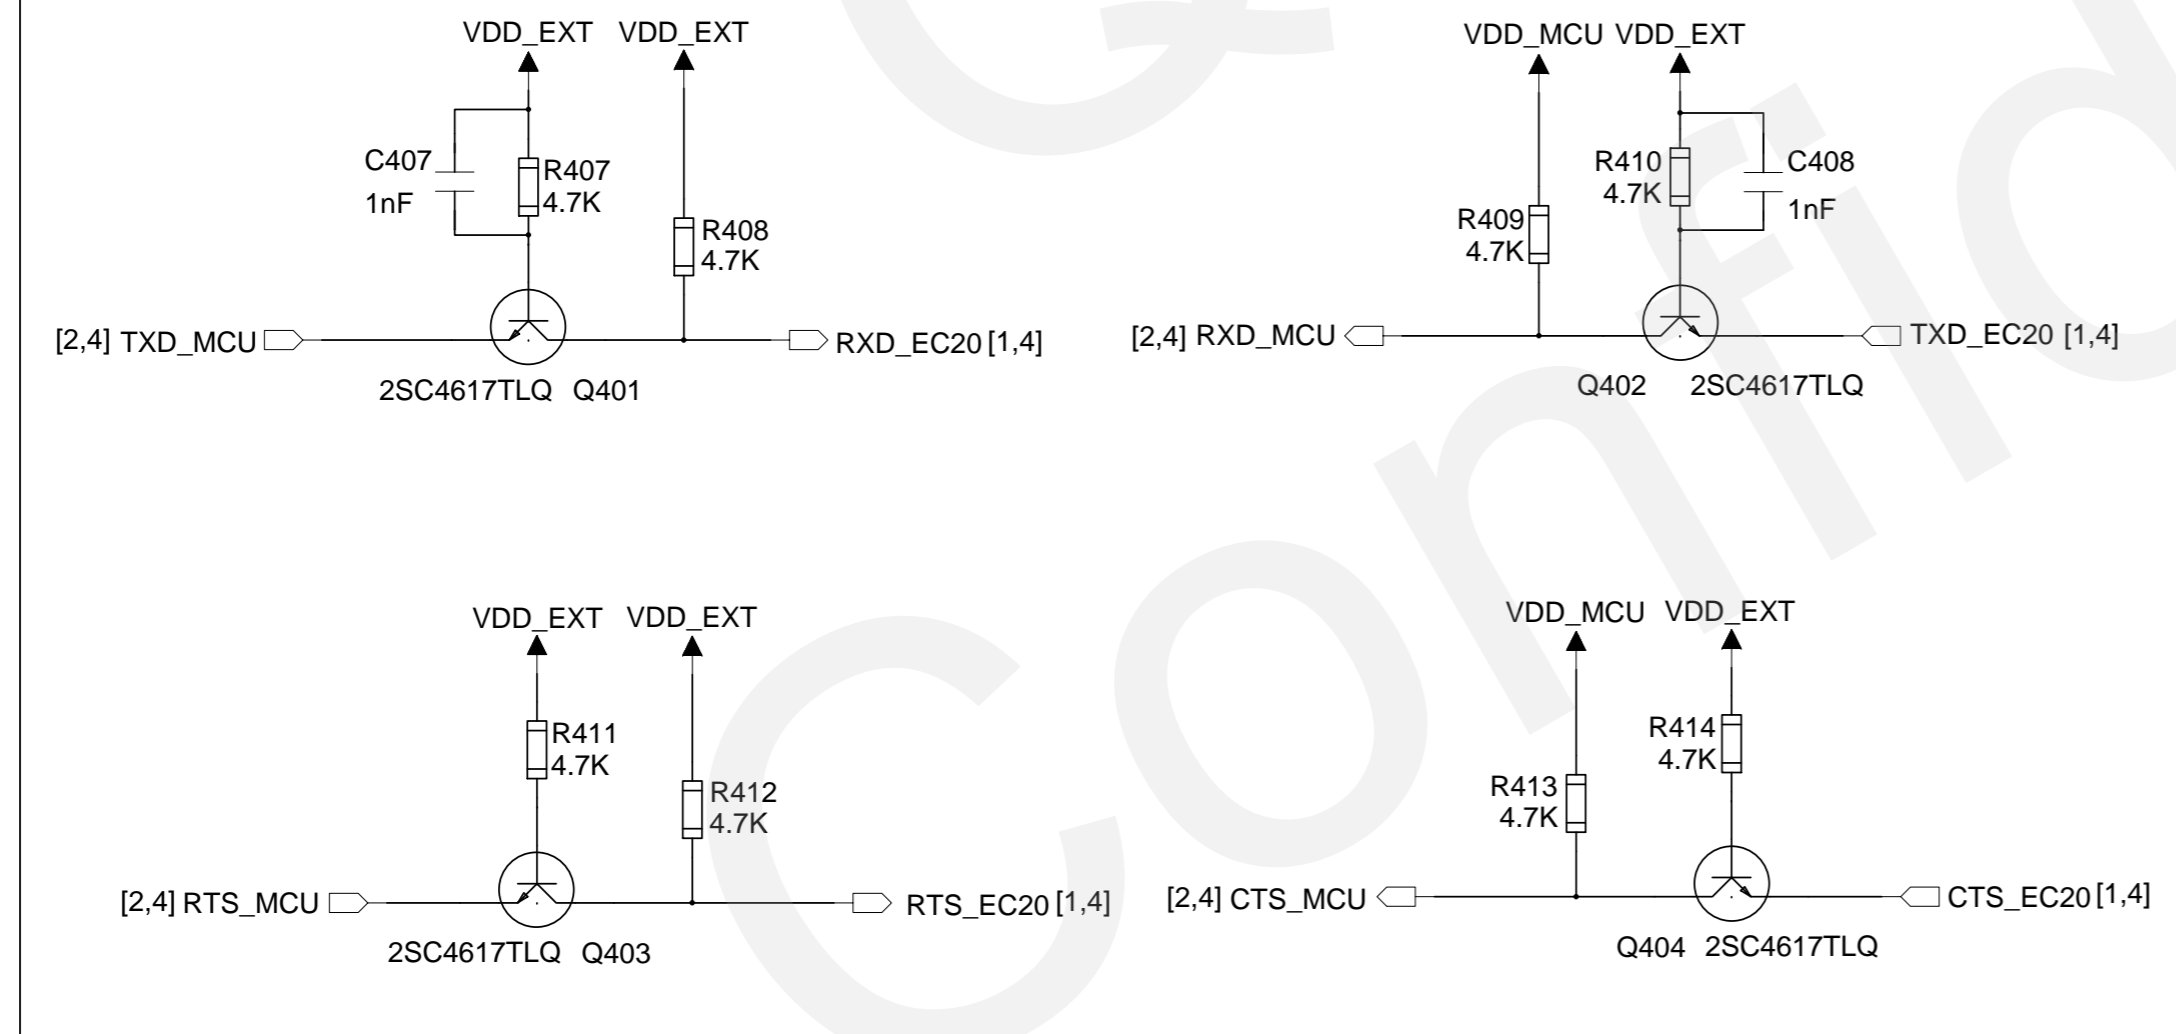 VDD_EXT VDD_EXT
C407
1nF
R407
4.7K
R408
4.7K
[2,4] TXD_MCU
RXD_EC20 [1,4]
2SC4617TLQ Q401
VDD_MCU VDD_EXT
R410
4.7K
C408
1nF
R409
4.7K
[2,4] RXD_MCU
TXD_EC20 [1,4]
Q402 2SC4617TLQ
VDD_EXT VDD_EXT
R411
4.7K
R412
4.7K
[2,4] RTS_MCU
RTS_EC20 [1,4]
2SC4617TLQ Q403
VDD_MCU VDD_EXT
R414
4.7K
R413
4.7K
[2,4] CTS_MCU
CTS_EC20 [1,4]
Q404 2SC4617TLQ
Confid